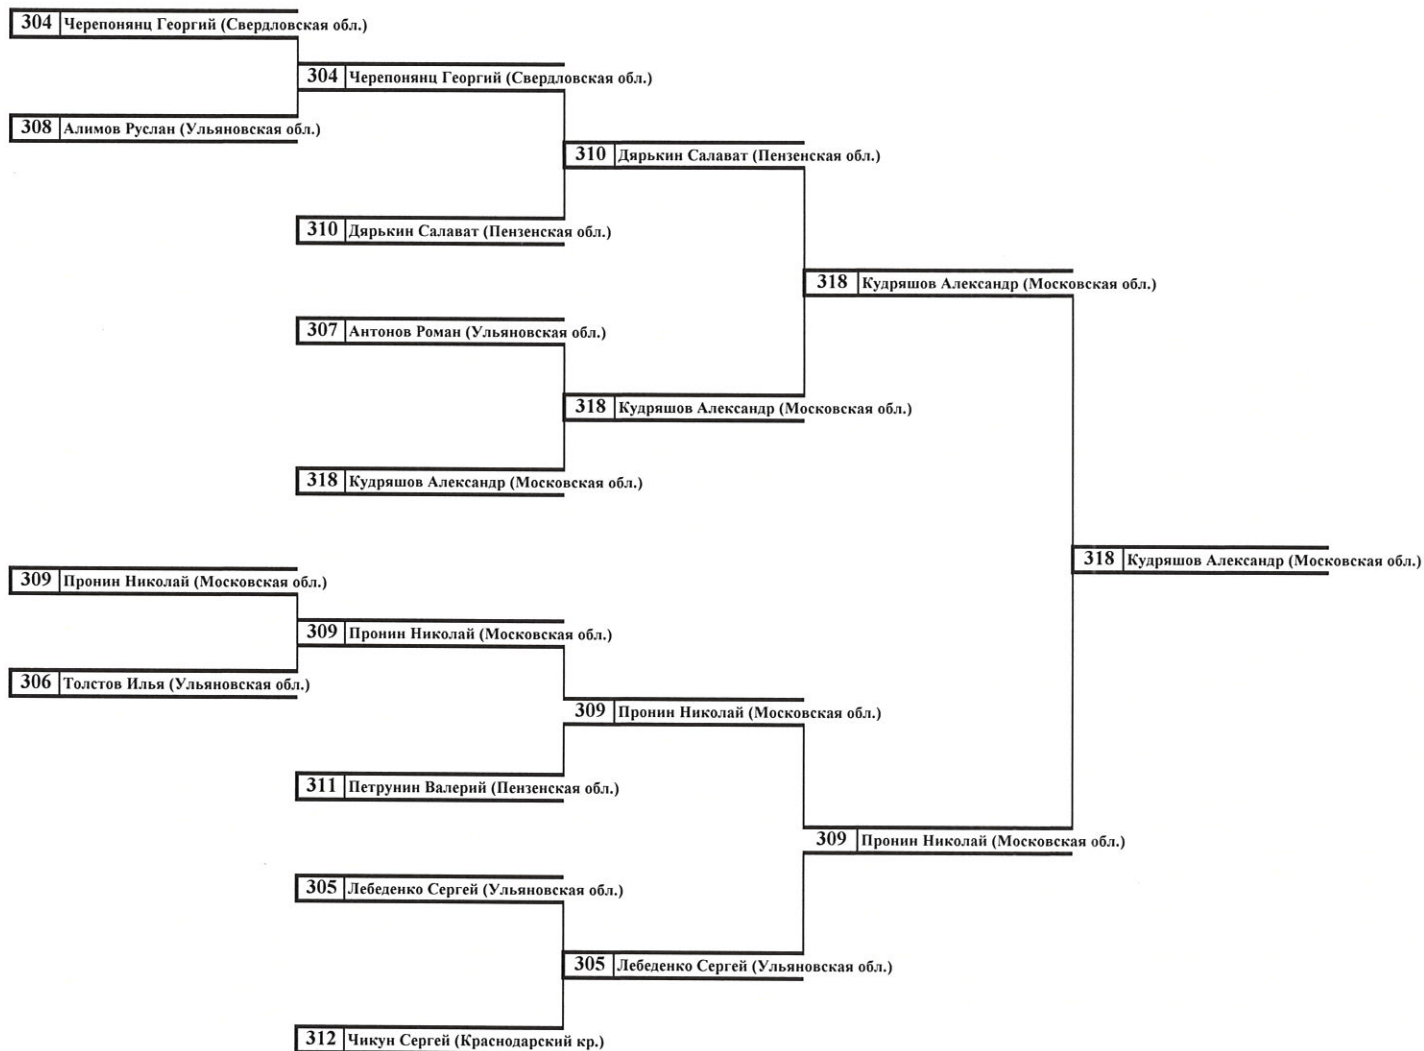 304 Черепонянц Георгий (Свердловская обл.)
304 Черепонянц Георгий (Свердловская обл.)
308 Алимов Руслан (Ульяновская обл.)
310 Дярькин Салават (Пензенская обл.)
310 Дярькин Салават (Пензенская обл.)
318 Кудряшов Александр (Московская обл.)
307 Антонов Роман (Ульяновская обл.)
318 Кудряшов Александр (Московская обл.)
318 Кудряшов Александр (Московская обл.)
318 Кудряшов Александр (Московская обл.)
309 Пронин Николай (Московская обл.)
309 Пронин Николай (Московская обл.)
306 Толстов Илья (Ульяновская обл.)
309 Пронин Николай (Московская обл.)
311 Петрунин Валерий (Пензенская обл.)
309 Пронин Николай (Московская обл.)
305 Лебеденко Сергей (Ульяновская обл.)
305 Лебеденко Сергей (Ульяновская обл.)
312 Чикун Сергей (Краснодарский кр.)